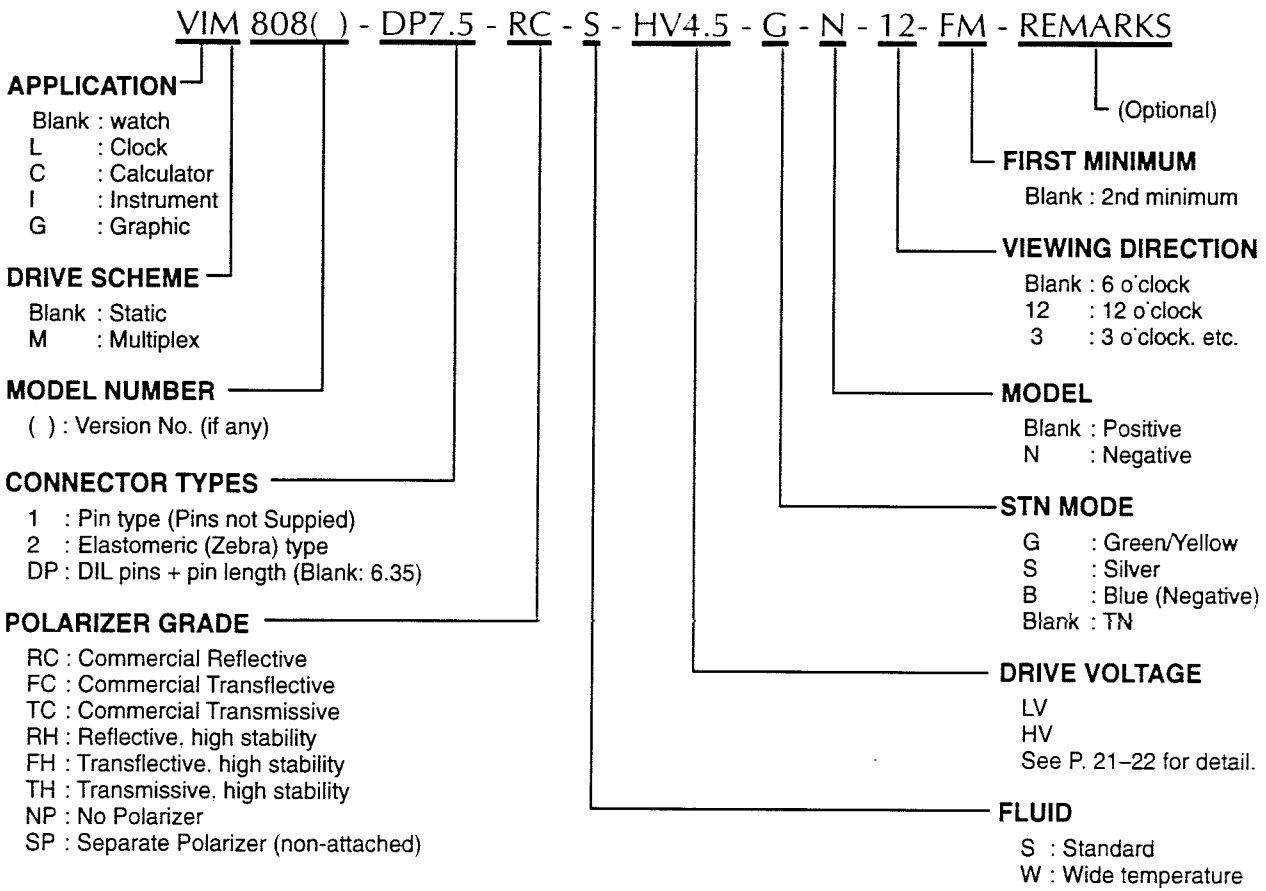 VIM 808( ) - DP7.5 - RC - S - HV4.5 - G - N - 12- FM - REMARKS
APPLICATION
Blank : watch
L : Clock
C : Calculator
I : Instrument
G : Graphic
DRIVE SCHEME
Blank : Static
M : Multiplex
MODEL NUMBER
( ) : Version No. (if any)
CONNECTOR TYPES
1 : Pin type (Pins not Suppied)
2 : Elastomeric (Zebra) type
DP : DIL pins + pin length (Blank: 6.35)
POLARIZER GRADE
RC : Commercial Reflective
FC : Commercial Transflective
TC : Commercial Transmissive
RH : Reflective, high stability
FH : Transflective, high stability
TH : Transmissive, high stability
NP : No Polarizer
SP : Separate Polarizer (non-attached)
(Optional)
FIRST MINIMUM
Blank : 2nd minimum
VIEWING DIRECTION
Blank : 6 o'clock
12 : 12 o'clock
3 : 3 o'clock. etc.
MODEL
Blank : Positive
N : Negative
STN MODE
G : Green/Yellow
S : Silver
B : Blue (Negative)
Blank : TN
DRIVE VOLTAGE
LV
HV
See P. 21–22 for detail.
FLUID
S : Standard
W : Wide temperature